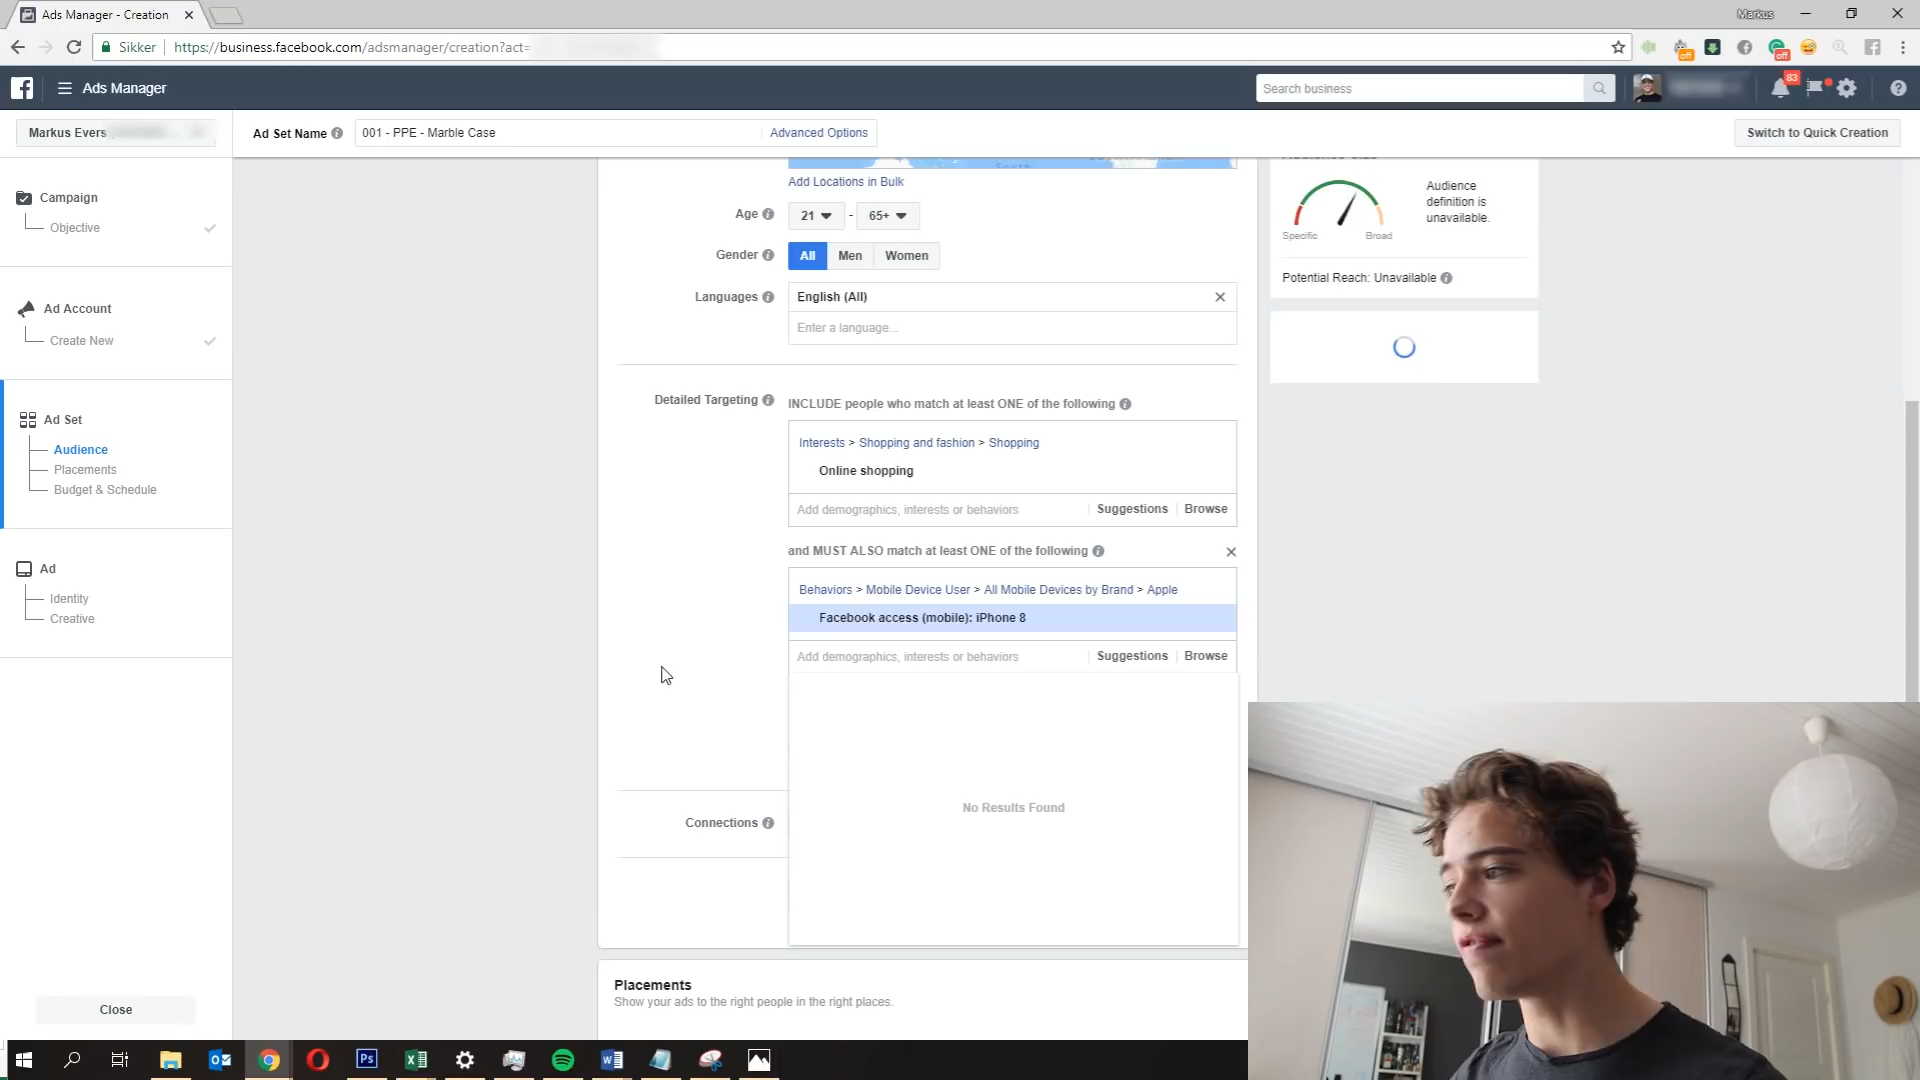 Ads Manager - Creation
Markus
Sikker
https://business.facebook.com/adsmanager/creation?act=
off
off
Ads Manager
Search business
83
Markus Evers
Ad Set Name
001 - PPE - Marble Case
Advanced Options
Switch to Quick Creation
Campaign
Objective
Ad Account
Create New
Ad Set
Audience
Placements
Budget & Schedule
Ad
Identity
Creative
Close
Add Locations in Bulk
Age
21
-
65+
Gender
All
Men
Women
Languages
English (All)
Enter a language...
Detailed Targeting
INCLUDE people who match at least ONE of the following
Interests > Shopping and fashion > Shopping
Online shopping
Add demographics, interests or behaviors
Suggestions
Browse
and MUST ALSO match at least ONE of the following
Behaviors > Mobile Device User > All Mobile Devices by Brand > Apple
Facebook access (mobile): iPhone 8
Add demographics, interests or behaviors
Suggestions
Browse
No Results Found
Connections
Placements
Show your ads to the right people in the right places.
Audience
definition is
unavailable.
Specific
Broad
Potential Reach: Unavailable